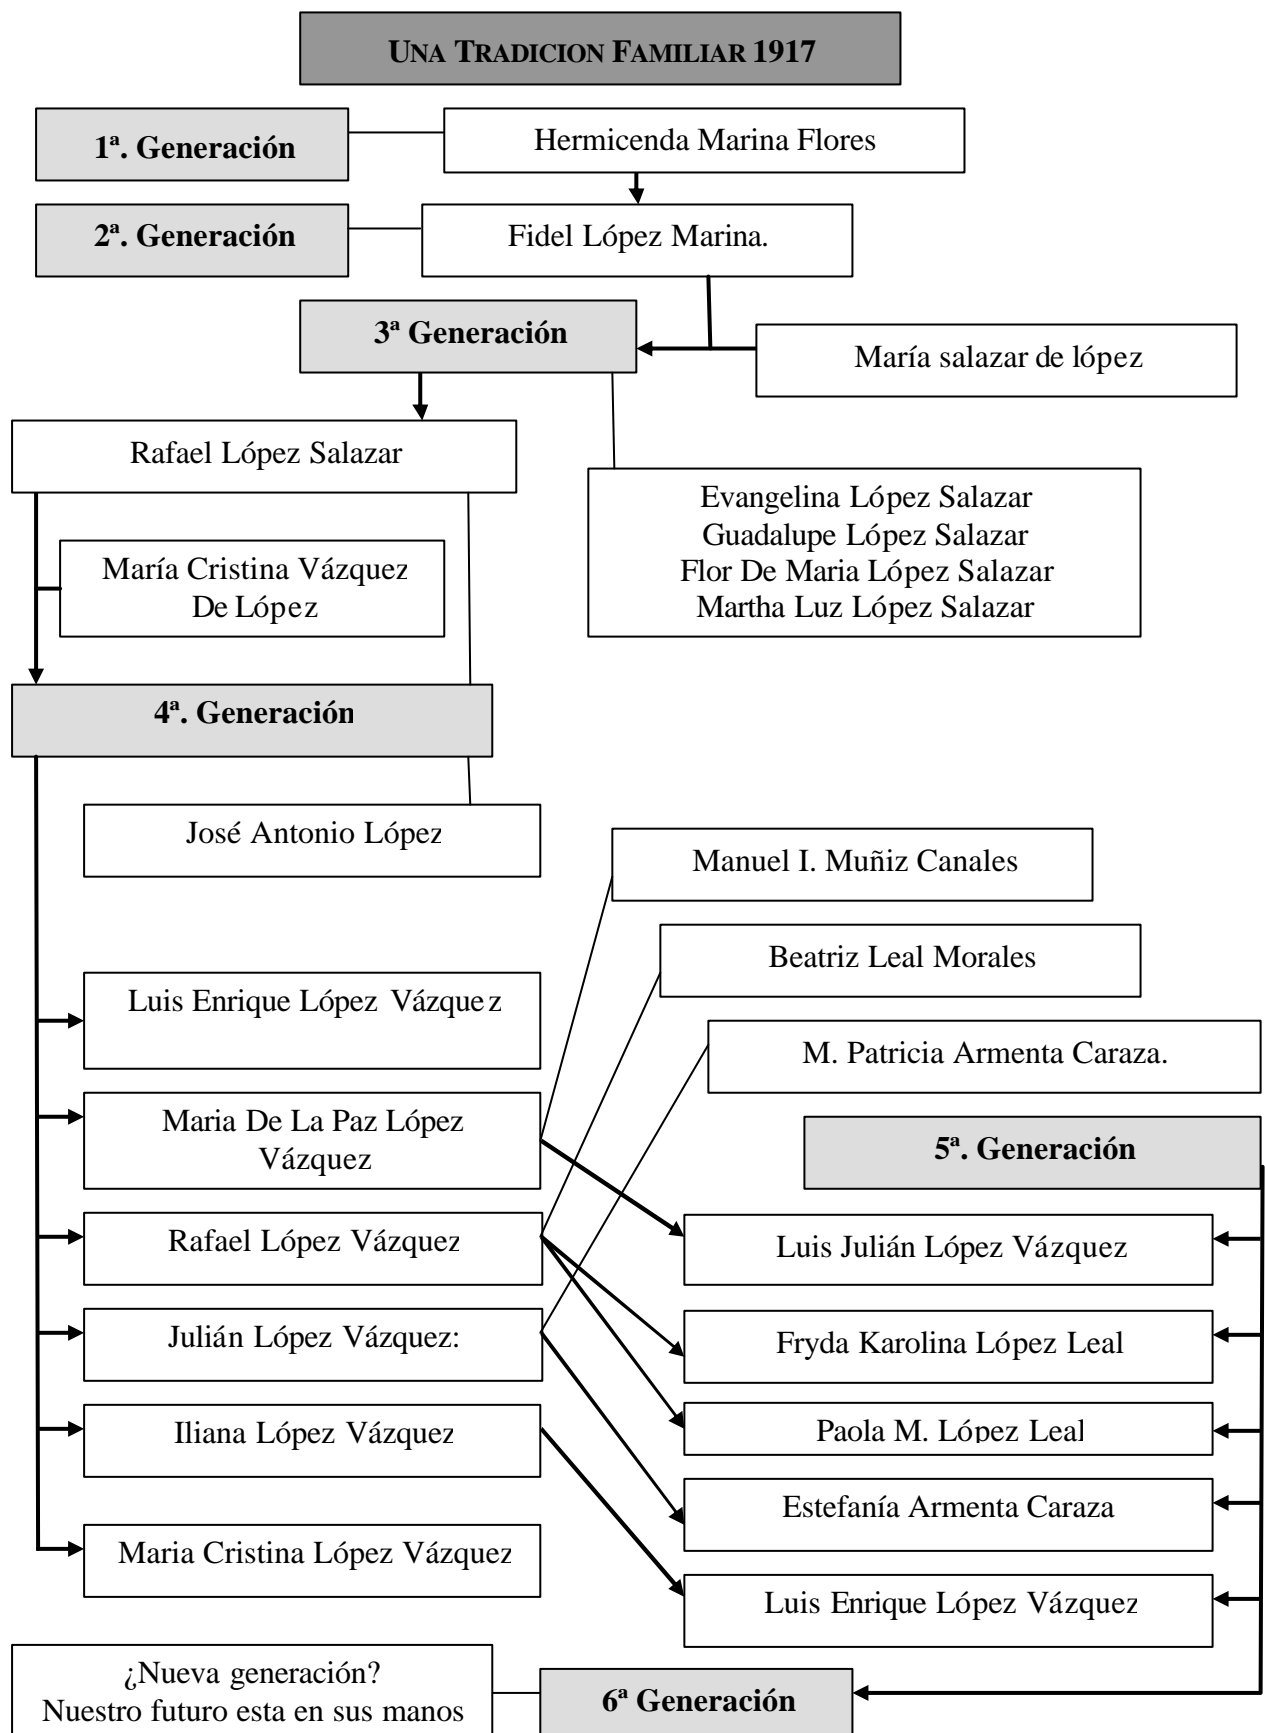 UNA TRADICION FAMILIAR 1917
1ª. Generación
Hermicenda Marina Flores
2ª. Generación
Fidel López Marina.
3ª Generación
María salazar de lópez
Rafael López Salazar
Evangelina López Salazar
Guadalupe López Salazar
Flor De Maria López Salazar
Martha Luz López Salazar
María Cristina Vázquez
De López
4ª. Generación
José Antonio López
Manuel I. Muñiz Canales
Beatriz Leal Morales
Luis Enrique López Vázquez
M. Patricia Armenta Caraza.
Maria De La Paz López
Vázquez
5ª. Generación
Rafael López Vázquez
Luis Julián López Vázquez
Julián López Vázquez:
Fryda Karolina López Leal
Iliana López Vázquez
Paola M. López Leal
Estefanía Armenta Caraza
Maria Cristina López Vázquez
Luis Enrique López Vázquez
¿Nueva generación?
Nuestro futuro esta en sus manos
6ª Generación